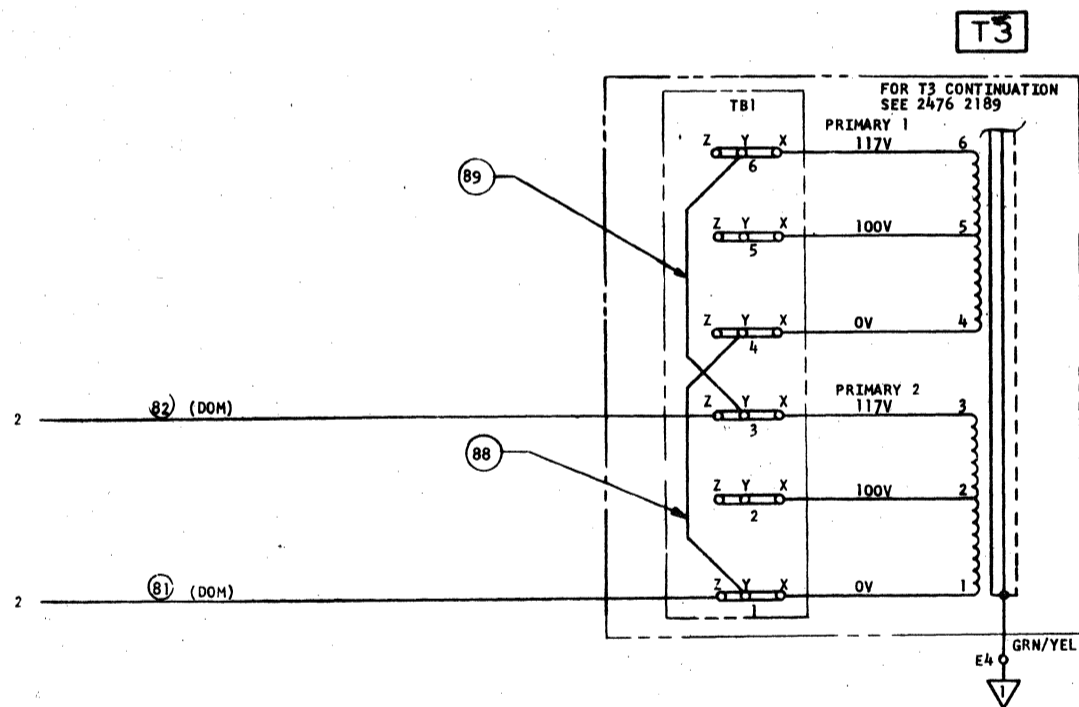 T3
FOR T3 CONTINUATION
SEE 2476 2189
TB1
PRIMARY 1
Z Y X 117V 6
6
89
Z Y X 100V 5
5
Z Y X 0V 4
4
PRIMARY 2
2 82 (DOM) Z Y X 117V 3
3
88
Z Y X 100V 2
2
2 81 (DOM) Z Y X 0V 1
1
GRN/YEL
E4
1